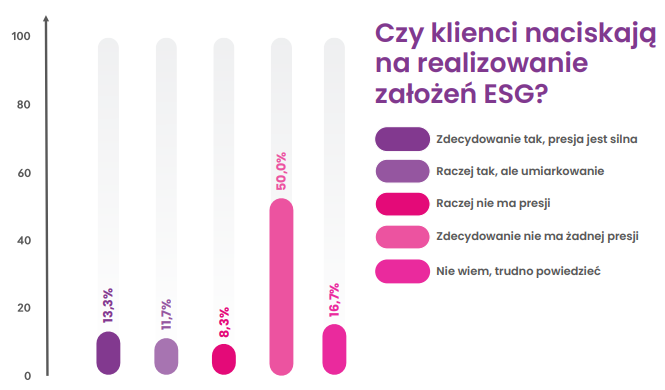 Czy klienci naciskają
na realizowanie
założeń ESG?
Zdecydowanie tak, presja jest silna
Raczej tak, ale umiarkowanie
Raczej nie ma presji
Zdecydowanie nie ma żadnej presji
Nie wiem, trudno powiedzieć
100
80
60
40
20
0
13,3%
11,7%
8,3%
50,0%
16,7%